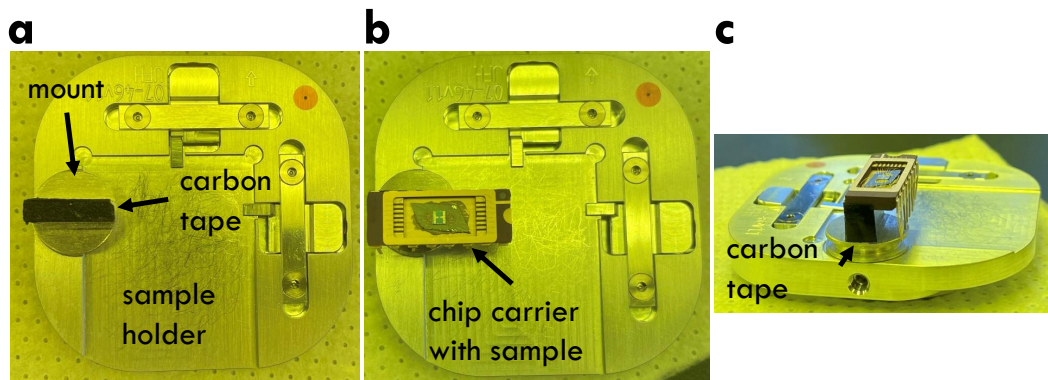 a
mount
carbon
tape
sample
holder
b
chip carrier
with sample
c
carbon
tape